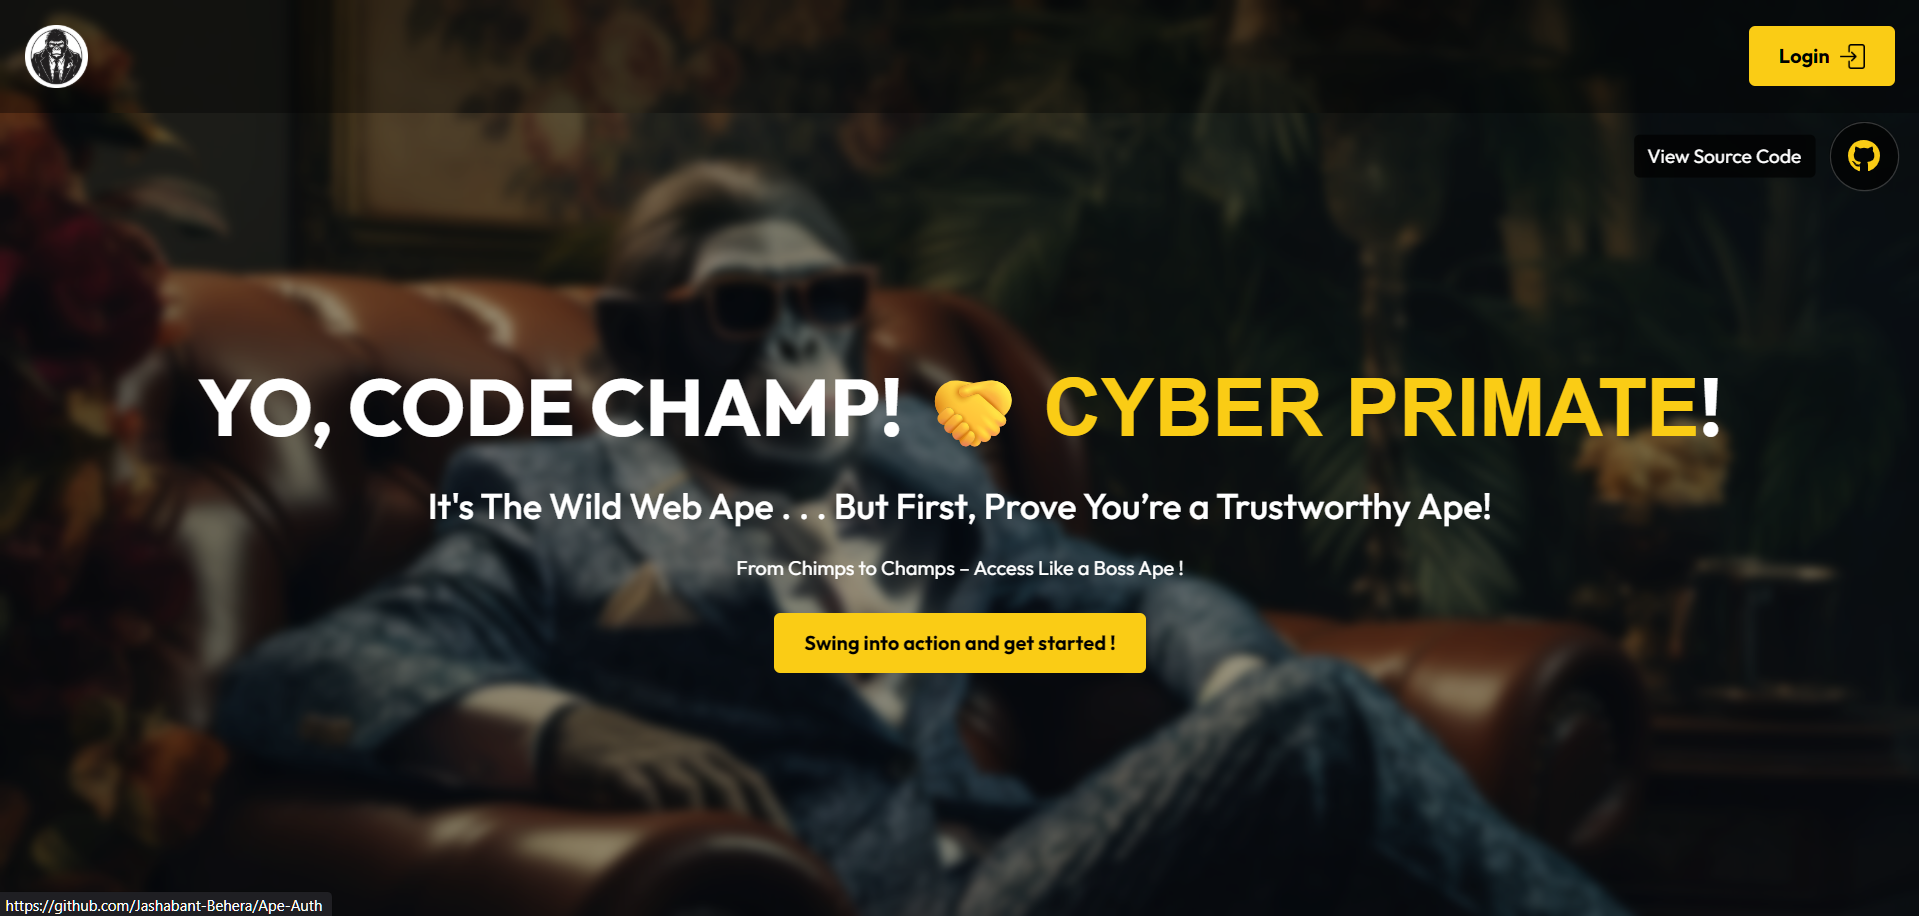 Login
View Source Code
YO, CODE CHAMP! 🤝 CYBER PRIMATE!
It's The Wild Web Ape . . . But First, Prove You’re a Trustworthy Ape!
From Chimps to Champs – Access Like a Boss Ape !
Swing into action and get started !
https://github.com/Jashabant-Behera/Ape-Auth